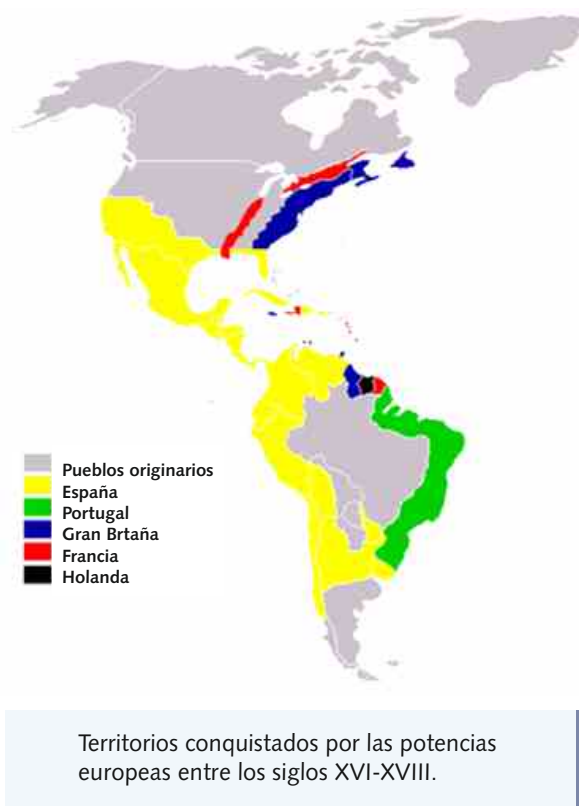 Pueblos originarios
España
Portugal
Gran Brtaña
Francia
Holanda
Territorios conquistados por las potencias
europeas entre los siglos XVI-XVIII.